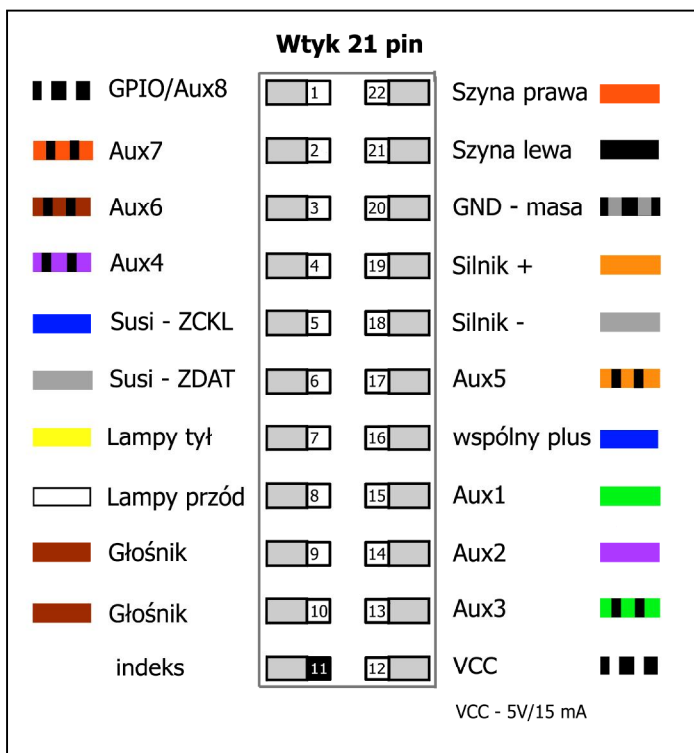 Wtyk 21 pin
GPIO/Aux8 1 22 Szyna prawa
Aux7 2 21 Szyna lewa
Aux6 3 20 GND - masa
Aux4 4 19 Silnik +
Susi - ZCKL 5 18 Silnik -
Susi - ZDAT 6 17 Aux5
Lampy tył 7 16 wspólny plus
Lampy przód 8 15 Aux1
Głośnik 9 14 Aux2
Głośnik 10 13 Aux3
indeks 11 12 VCC
VCC - 5V/15 mA